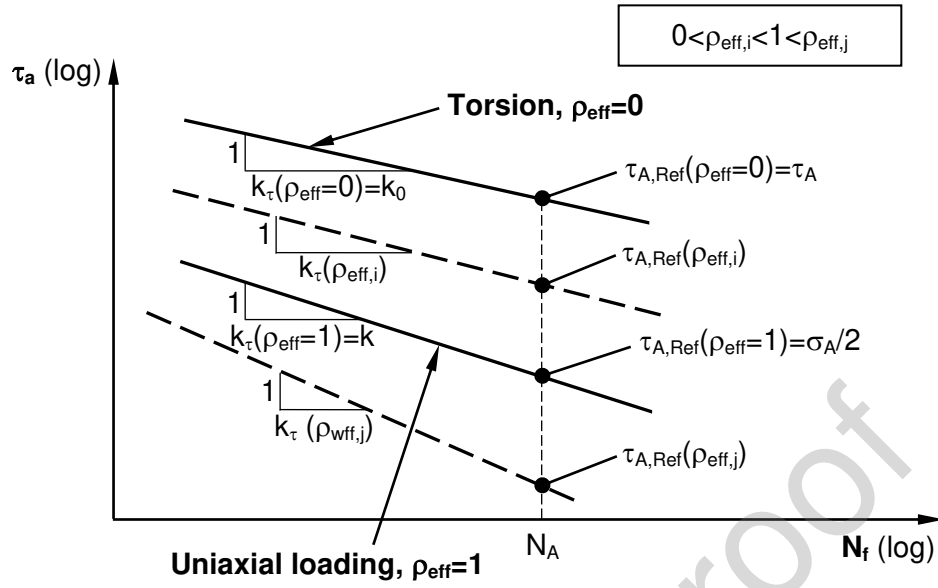 0<ρeff,i<1<ρeff,j
τa (log)
Torsion, ρeff=0
1
kτ(ρeff=0)=k0
τA,Ref(ρeff=0)=τA
1
kτ(ρeff,i)
τA,Ref(ρeff,i)
1
kτ(ρeff=1)=k
τA,Ref(ρeff=1)=σA/2
1
kτ (ρwff,j)
τA,Ref(ρeff,j)
NA
Nf (log)
Uniaxial loading, ρeff=1
roof